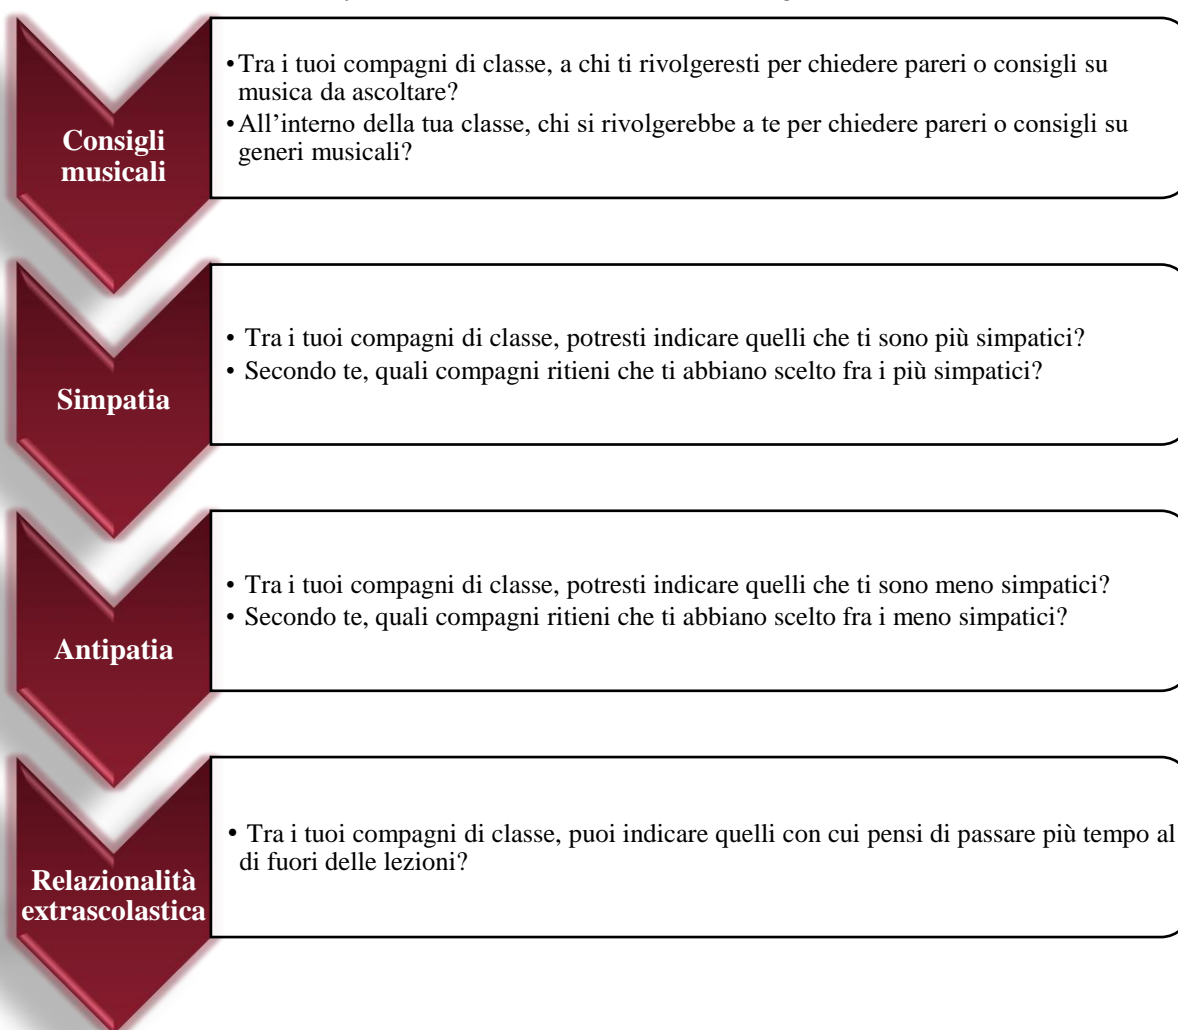 Consigli
musicali
•Tra i tuoi compagni di classe, a chi ti rivolgeresti per chiedere pareri o consigli su
musica da ascoltare?
•All’interno della tua classe, chi si rivolgerebbe a te per chiedere pareri o consigli su
generi musicali?
Simpatia
• Tra i tuoi compagni di classe, potresti indicare quelli che ti sono più simpatici?
• Secondo te, quali compagni ritieni che ti abbiano scelto fra i più simpatici?
Antipatia
• Tra i tuoi compagni di classe, potresti indicare quelli che ti sono meno simpatici?
• Secondo te, quali compagni ritieni che ti abbiano scelto fra i meno simpatici?
Relazionalità
extrascolastica
• Tra i tuoi compagni di classe, puoi indicare quelli con cui pensi di passare più tempo al
di fuori delle lezioni?